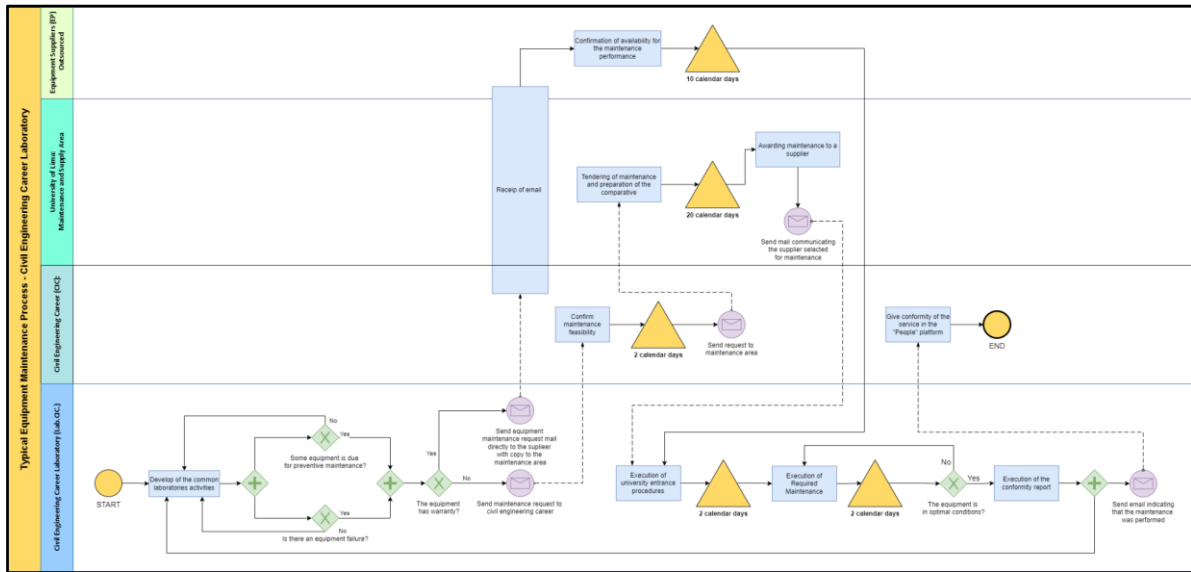 Typical Equipment Maintenance Process - Civil Engineering Career Laboratory
Equipment Suppliers (EP)
Outsourced
Confirmation of availability for
the maintenance
performance
10 calendar days
Unirersity of Lima:
Maintenance and Supply Area
Receip of email
Tendering of maintenance
and preparation of the
comparative
20 calendar days
Awarding maintenance to a
supplier
Send mail communicating
the supplier selected
for maintenance
Civil Engineering Career (CIC):
Confirm
maintenance
feasibility
2 calendar days
Send request to
maintenance area
Give conformity of the
service in the
"People" platform
END
Civil Engineering Career Laboratory (Lab.CIC.)
START
Develop of the common
laboratories activities
No
Yes
Some equipment is due
for preventive maintenance?
Yes
No
Is there an equipment failure?
Yes
No
The equipment
has warranty?
Send equipment
maintenance request mail
directly to the suplieer
with copy to the
maintenance area
Send maintenance request to
civil engineering career
Execution of
university entrance
procedures
2 calendar days
Execution of
Required
Maintenance
2 calendar days
No
Yes
The equipment is
in optimal conditions?
Execution of the
conformity report
Send email indicating
that the maintenance
was performed